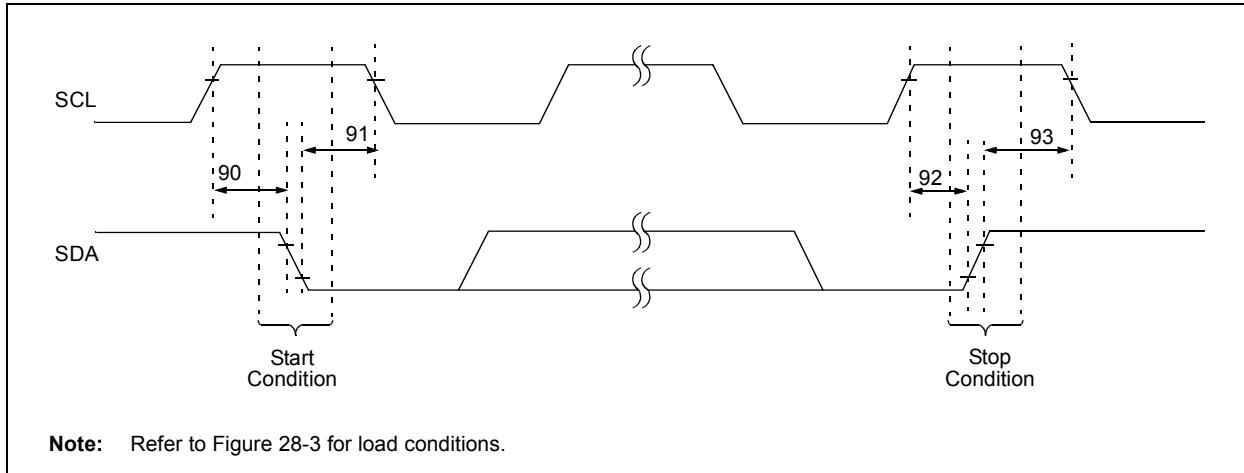 SCL
91
93
90
92
SDA
Start
Condition
Stop
Condition
Note: Refer to Figure 28-3 for load conditions.